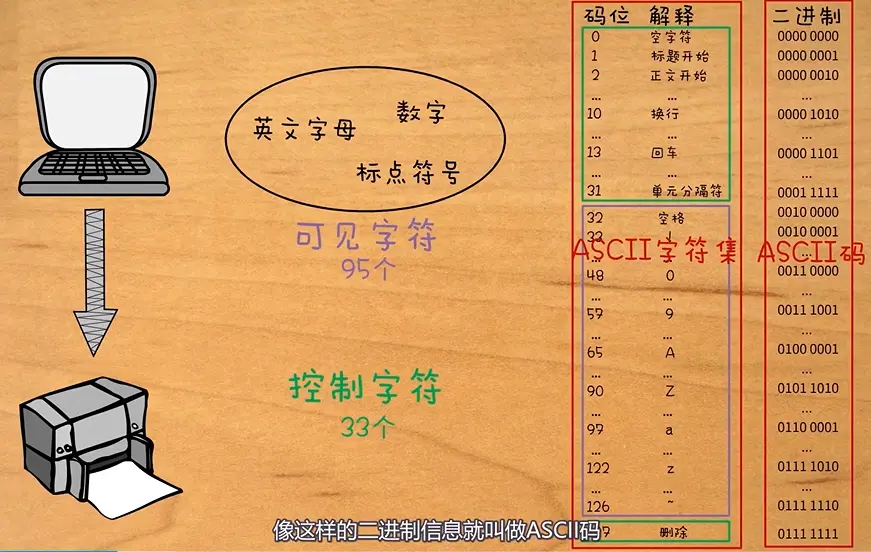 英文字母
数字
标点符号
可见字符
95个
控制字符
33个
码位 解释 二进制
0 空字符 0000 0000
1 标题开始 0000 0001
2 正文开始 0000 0010
... ... ...
10 换行 0000 1010
... ... ...
13 回车 0000 1101
... ... ...
31 单元分隔符 0001 1111
32 空格 0010 0000
33 ! 0010 0001
ASCII字符集 ASCII码
48 0 0011 0000
... ... ...
57 9 0011 1001
... ... ...
65 A 0100 0001
... ... ...
90 Z 0101 1010
... ... ...
97 a 0110 0001
... ... ...
122 z 0111 1010
... ... ...
126 ~ 0111 1110
删除 0111 1111
像这样的二进制信息就叫做ASCII码